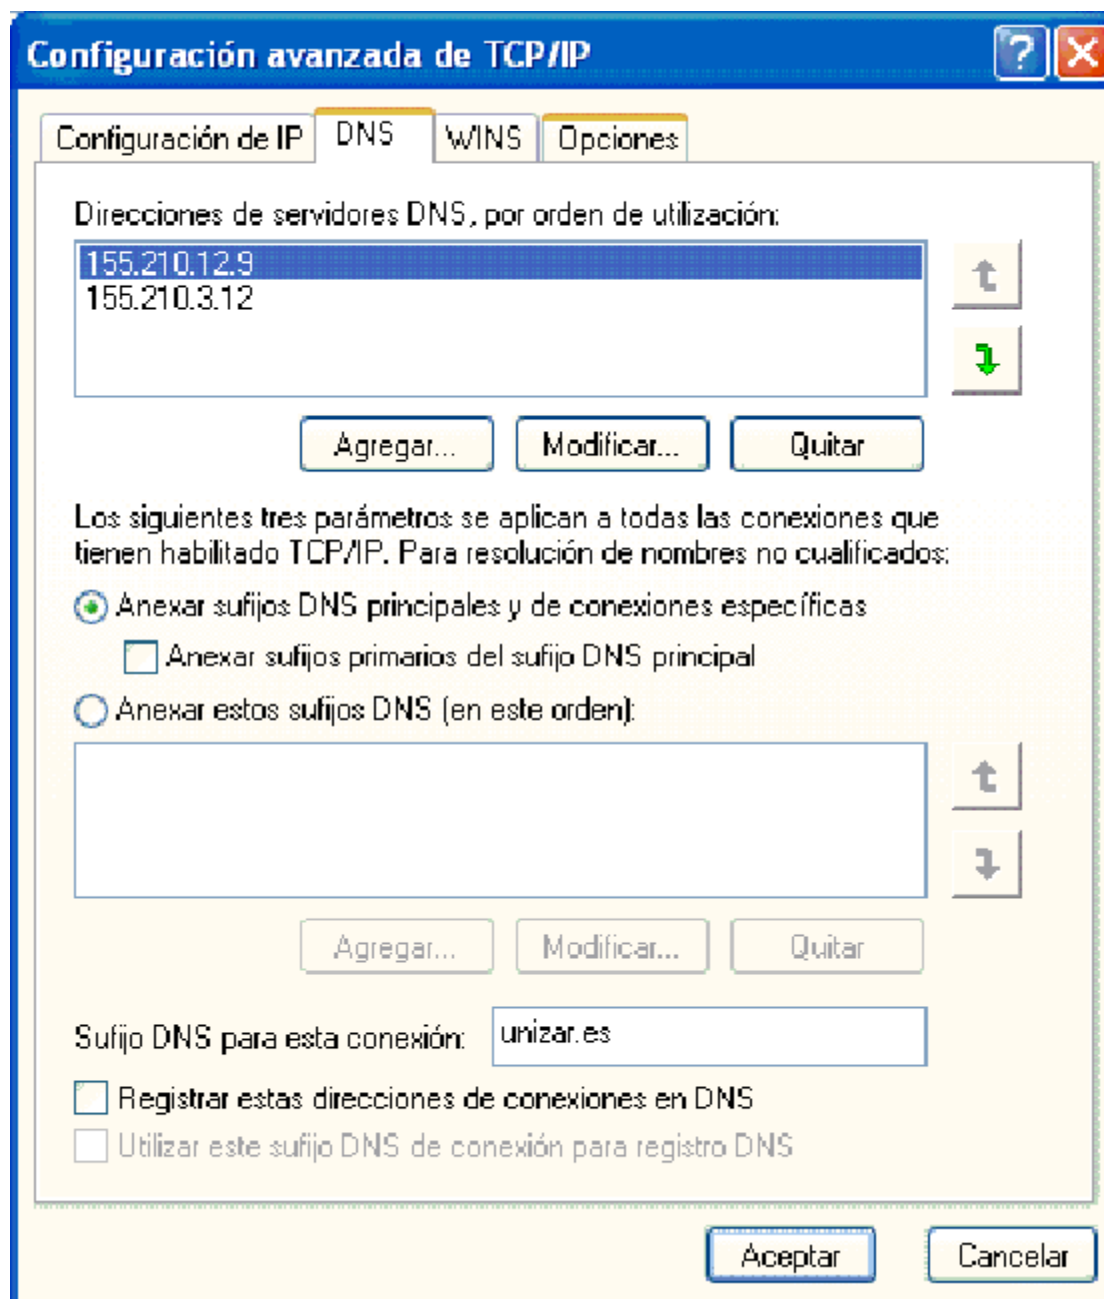 Configuración avanzada de TCP/IP
Configuración de IP DNS WINS Opciones
Direcciones de servidores DNS, por orden de utilización:
155.210.12.9
155.210.3.12
Agregar... Modificar... Quitar
Los siguientes tres parámetros se aplican a todas las conexiones que
tienen habilitado TCP/IP. Para resolución de nombres no cualificados:
Anexar sufijos DNS principales y de conexiones específicas
Anexar sufijos primarios del sufijo DNS principal
Anexar estos sufijos DNS (en este orden):
Agregar... Modificar... Quitar
Sufijo DNS para esta conexión: unizar.es
Registrar estas direcciones de conexiones en DNS
Utilizar este sufijo DNS de conexión para registro DNS
Aceptar Cancelar